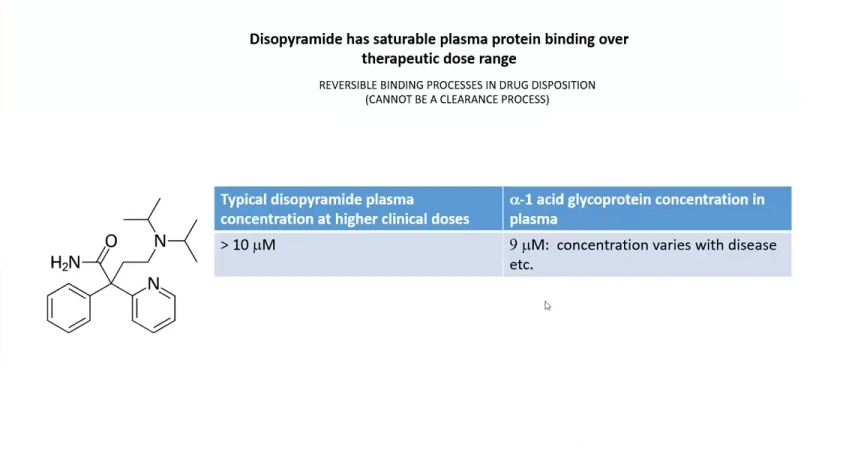 Disopyramide has saturable plasma protein binding over
therapeutic dose range
REVERSIBLE BINDING PROCESSES IN DRUG DISPOSITION
(CANNOT BE A CLEARANCE PROCESS)
Typical disopyramide plasma
concentration at higher clinical doses
α-1 acid glycoprotein concentration in
plasma
> 10 μM
9 μM: concentration varies with disease
etc.
O
N
H₂N
N